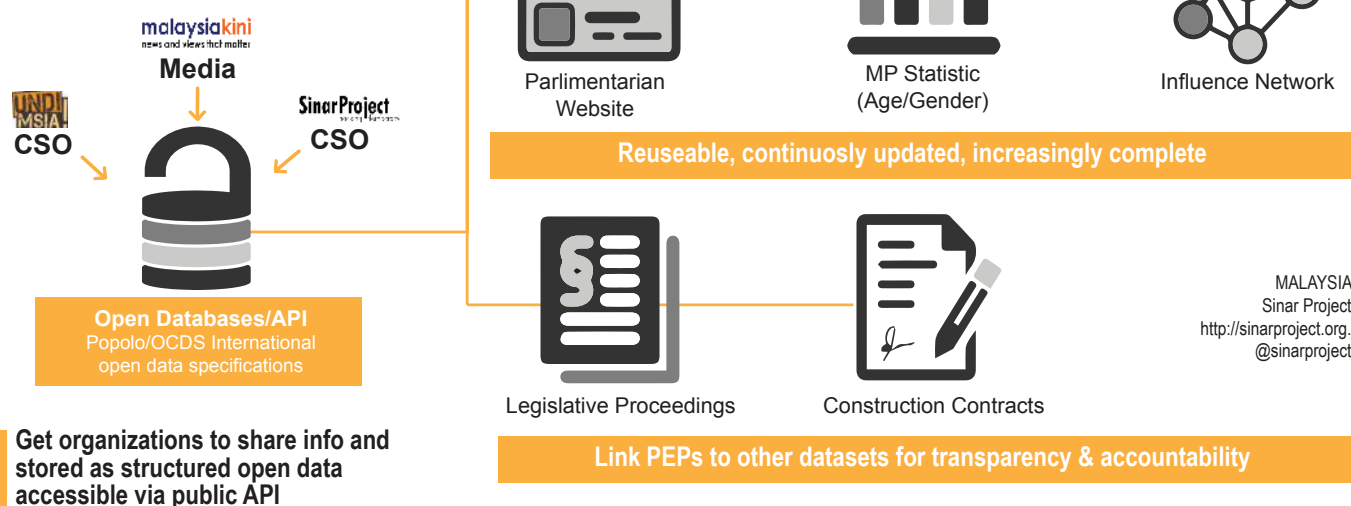 malaysiakini
news and views that matter
Media
UNDI
MSIA!
CSO
SinarProject
CSO
Open Databases/API
Popolo/OCDS International
open data specifications
Get organizations to share info and
stored as structured open data
accessible via public API
Parlimentarian
Website
MP Statistic
(Age/Gender)
Influence Network
Reuseable, continuosly updated, increasingly complete
§
Legislative Proceedings
Construction Contracts
Link PEPs to other datasets for transparency & accountability
MALAYSIA
Sinar Project
http://sinarproject.org.
@sinarproject